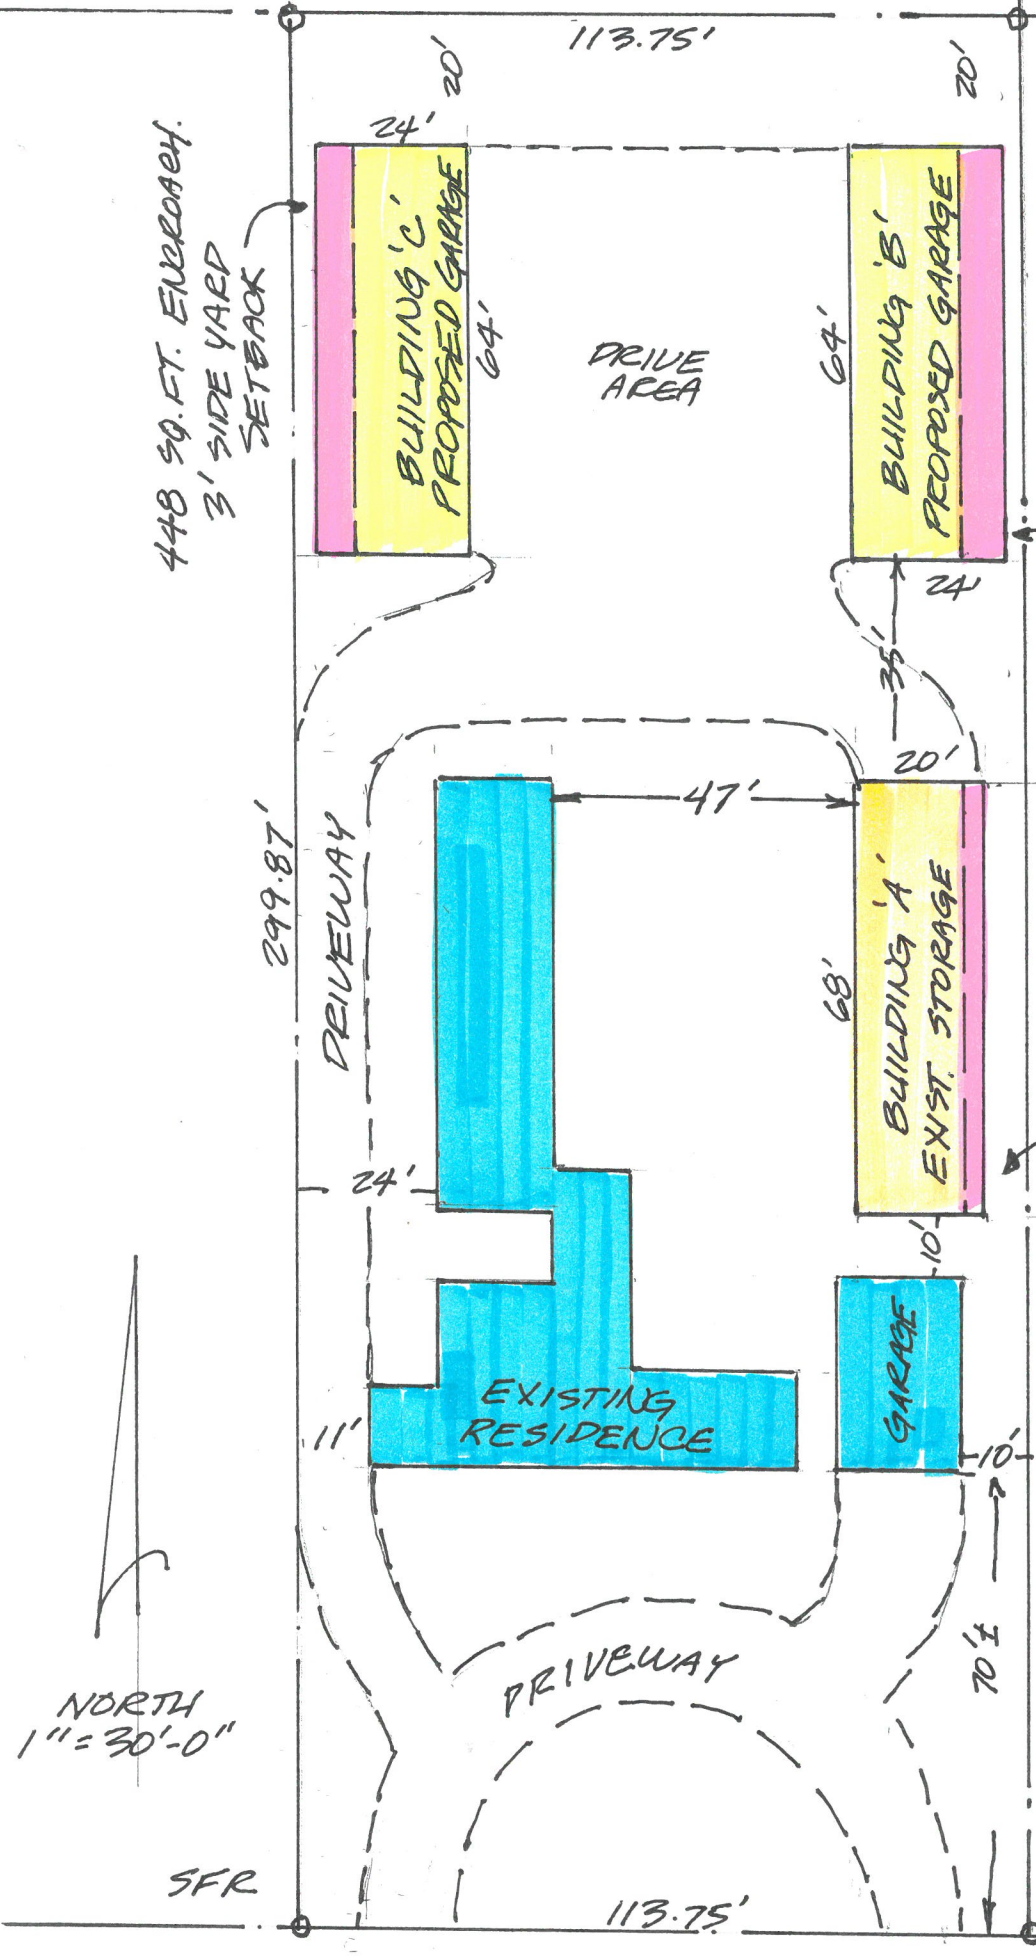 113.75'
20'
20'
24'
448 SQ.FT. ENCROACH.
3' SIDE YARD
SETBACK
BUILDING 'C'
PROPOSED GARAGE
64'
DRIVE
AREA
64'
BUILDING 'B'
PROPOSED GARAGE
24'
35'
20'
47'
299.87'
DRIVEWAY
68'
BUILDING 'A'
EXIST. STORAGE
24'
10'
GARAGE
EXISTING
RESIDENCE
11'
10'
70'±
DRIVEWAY
NORTH
1"=30'-0"
SFR
113.75'